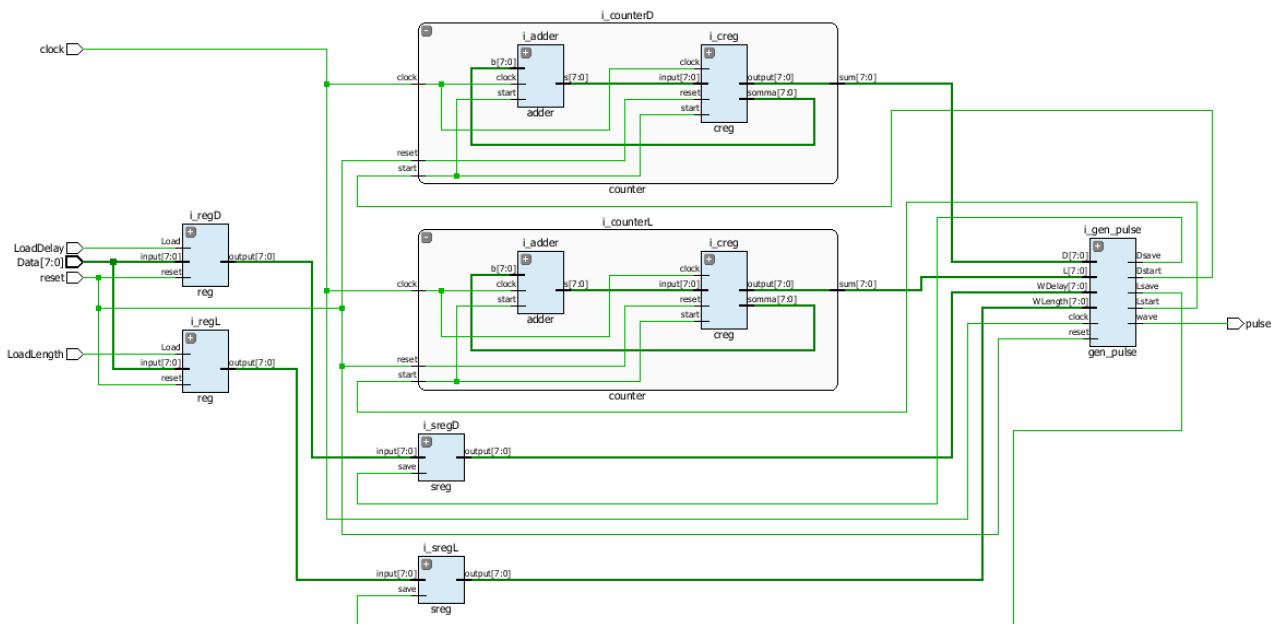 i_counterD
clock
i_adder
i_creg
b[7:0]
clock
start
s[7:0]
adder
clock
input[7:0]
reset
start
output[7:0]
somma[7:0]
creg
clock
reset
start
sum[7:0]
counter
i_counterL
i_adder
i_creg
b[7:0]
clock
start
s[7:0]
adder
clock
input[7:0]
reset
start
output[7:0]
somma[7:0]
creg
clock
reset
start
sum[7:0]
counter
LoadDelay
Data[7:0]
reset
LoadLength
i_regD
Load
input[7:0]
reset
output[7:0]
reg
i_regL
Load
input[7:0]
reset
output[7:0]
reg
i_sregD
input[7:0]
save
output[7:0]
sreg
i_sregL
input[7:0]
save
output[7:0]
sreg
i_gen_pulse
D[7:0]
L[7:0]
WDelay[7:0]
WLength[7:0]
clock
reset
Dsave
Dstart
Lsave
Lstart
wave
gen_pulse
pulse